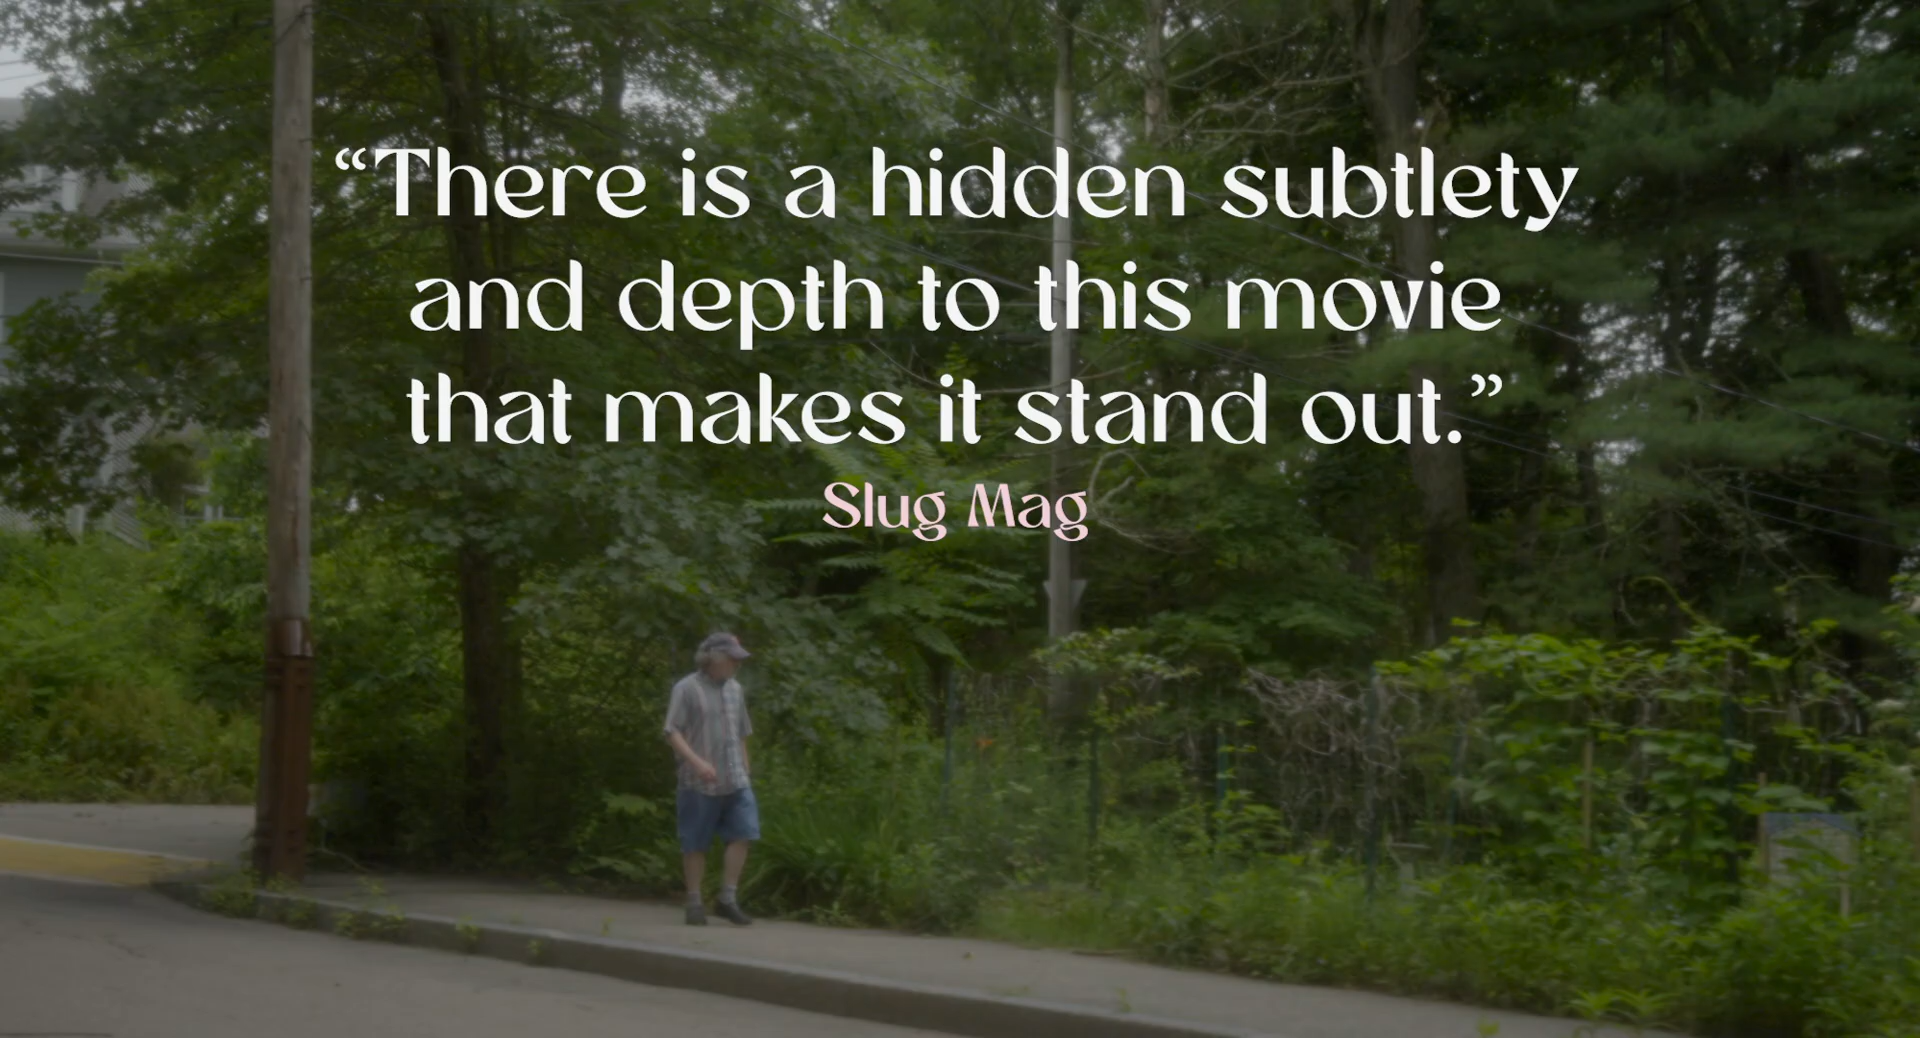 “There is a hidden subtlety
and depth to this movie
that makes it stand out.”
Slug Mag